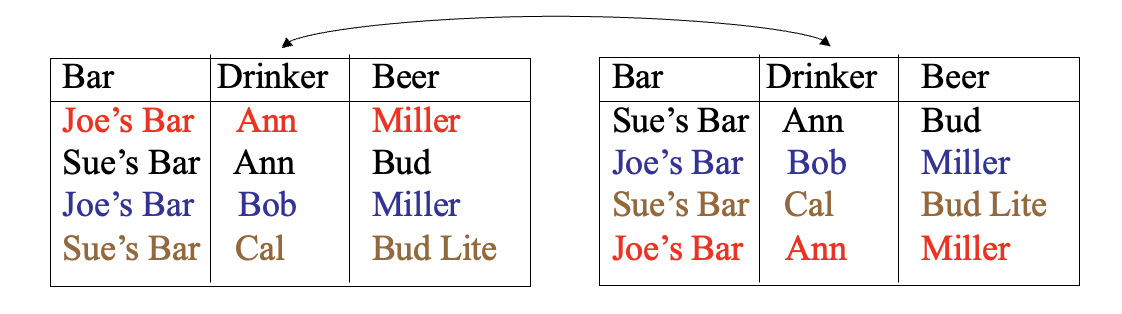 Bar Drinker Beer
Joe's Bar Ann Miller
Sue's Bar Ann Bud
Joe's Bar Bob Miller
Sue's Bar Cal Bud Lite
Bar Drinker Beer
Sue's Bar Ann Bud
Joe's Bar Bob Miller
Sue's Bar Cal Bud Lite
Joe's Bar Ann Miller